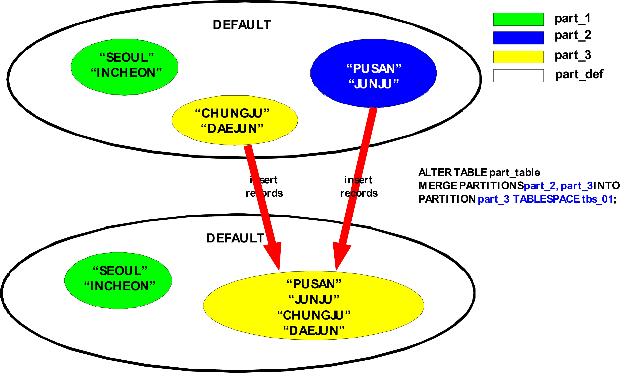 DEFAULT
“SEOUL”
“INCHEON”
“PUSAN”
“JUNJU”
“CHUNGJU”
“DAEJUN”
part_1
part_2
part_3
part_def
insert
records
insert
records
ALTER TABLE part_table
MERGE PARTITIONS part_2, part_3 INTO
PARTITION part_3 TABLESPACE tbs_01;
DEFAULT
“SEOUL”
“INCHEON”
“PUSAN”
“JUNJU”
“CHUNGJU”
“DAEJUN”